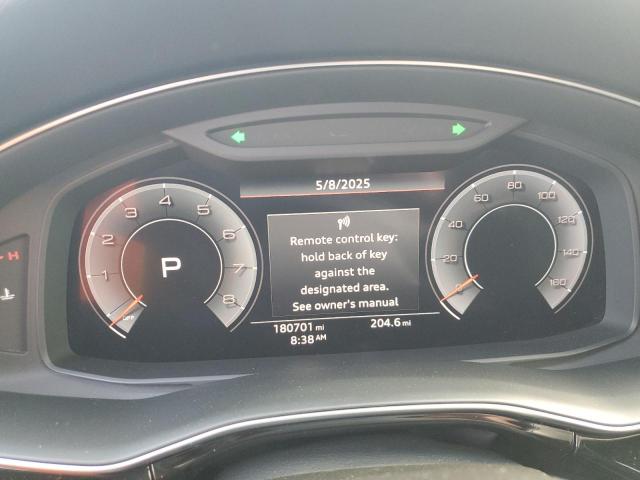 5/8/2025
Remote control key:
hold back of key
against the
designated area.
See owner's manual
180701 mi
204.6 mi
8:38 AM
P
1
2
3
4
5
6
7
8
OFF
0
20
40
60
80
100
120
140
160
H